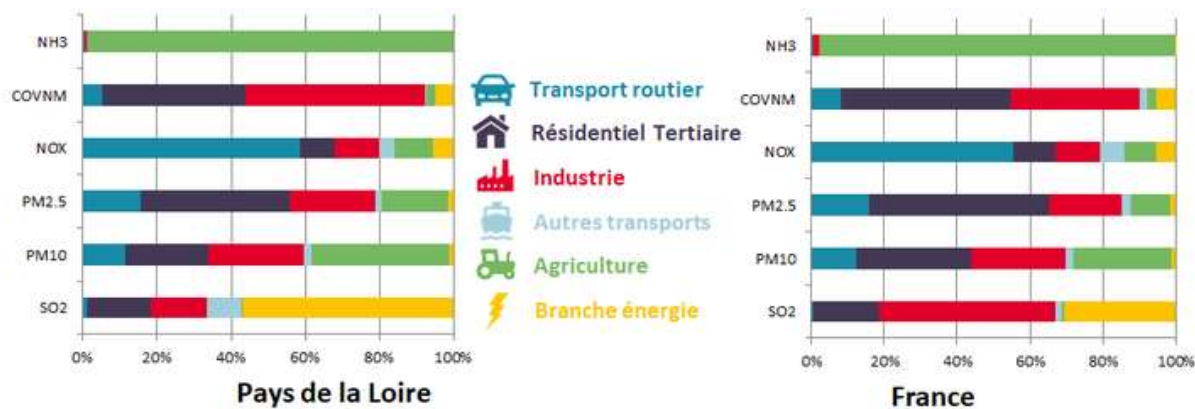 NH3
COVNM
NOX
PM2.5
PM10
SO2
0% 20% 40% 60% 80% 100%
Pays de la Loire
Transport routier
Résidentiel Tertiaire
Industrie
Autres transports
Agriculture
Branche énergie
NH3
COVNM
NOX
PM2.5
PM10
SO2
0% 20% 40% 60% 80% 100%
France